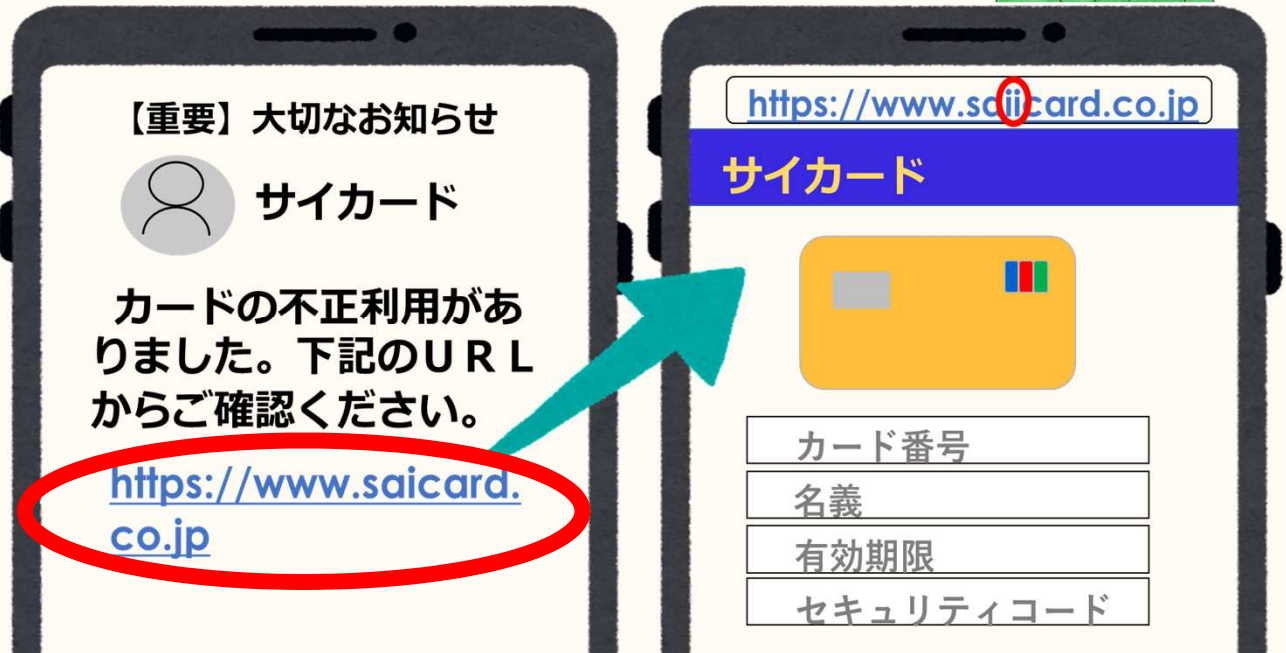 【重要】大切なお知らせ
サイカード
カードの不正利用があ
りました。下記のＵＲＬ
からご確認ください。
https://www.saicard.
co.jp
https://www.saiicard.co.jp
サイカード
カード番号
名義
有効期限
セキュリティコード